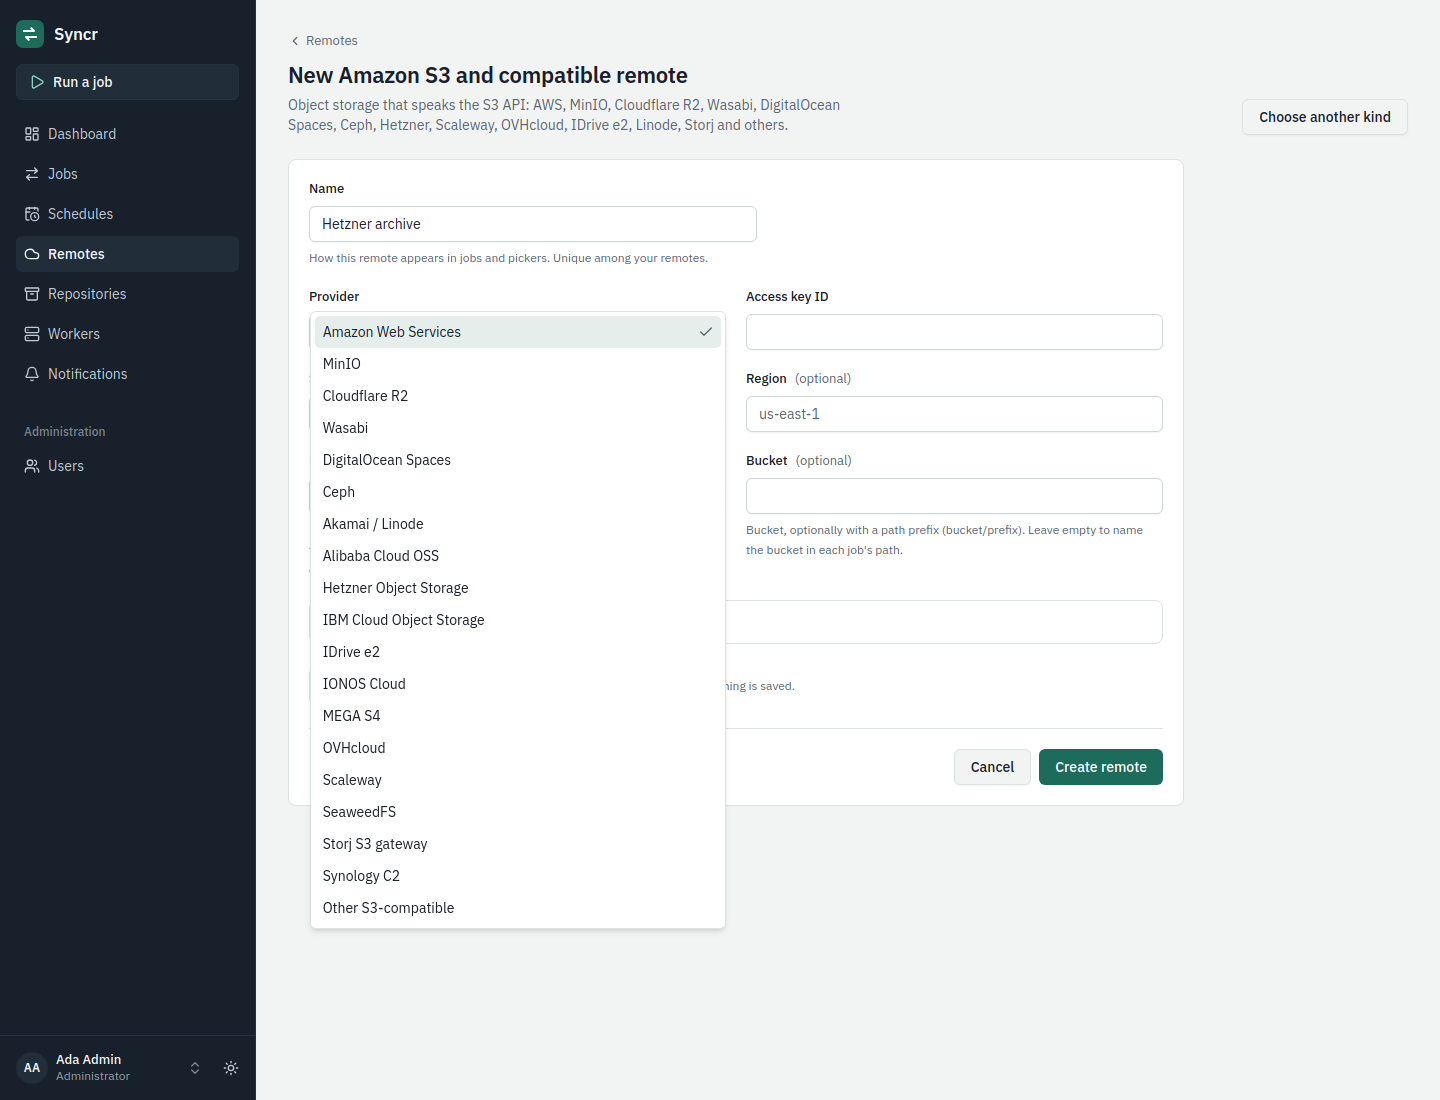 Syncr
Run a job
Dashboard
Jobs
Schedules
Remotes
Repositories
Workers
Notifications
Administration
Users
AA
Ada Admin
Administrator
Remotes
New Amazon S3 and compatible remote
Object storage that speaks the S3 API: AWS, MinIO, Cloudflare R2, Wasabi, DigitalOcean
Spaces, Ceph, Hetzner, Scaleway, OVHcloud, IDrive e2, Linode, Storj and others.
Choose another kind
Name
Hetzner archive
How this remote appears in jobs and pickers. Unique among your remotes.
Provider
Amazon Web Services
MinIO
Cloudflare R2
Wasabi
DigitalOcean Spaces
Ceph
Akamai / Linode
Alibaba Cloud OSS
Hetzner Object Storage
IBM Cloud Object Storage
IDrive e2
IONOS Cloud
MEGA S4
OVHcloud
Scaleway
SeaweedFS
Storj S3 gateway
Synology C2
Other S3-compatible
Access key ID
Region (optional)
us-east-1
Bucket (optional)
Bucket, optionally with a path prefix (bucket/prefix). Leave empty to name
the bucket in each job's path.
is saved.
Cancel
Create remote